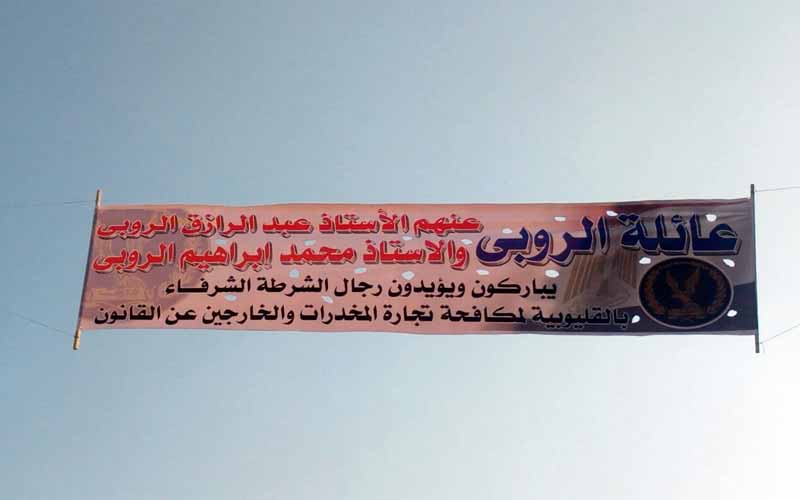 عائلة الروبى
عنهم الأستاذ عبد الرازق الروبى
والاستاذ محمد إبراهيم الروبى
يباركون ويؤيدون رجال الشرطة الشرفاء
بالقليوبية لمكافحة تجارة المخدرات والخارجين عن القانون